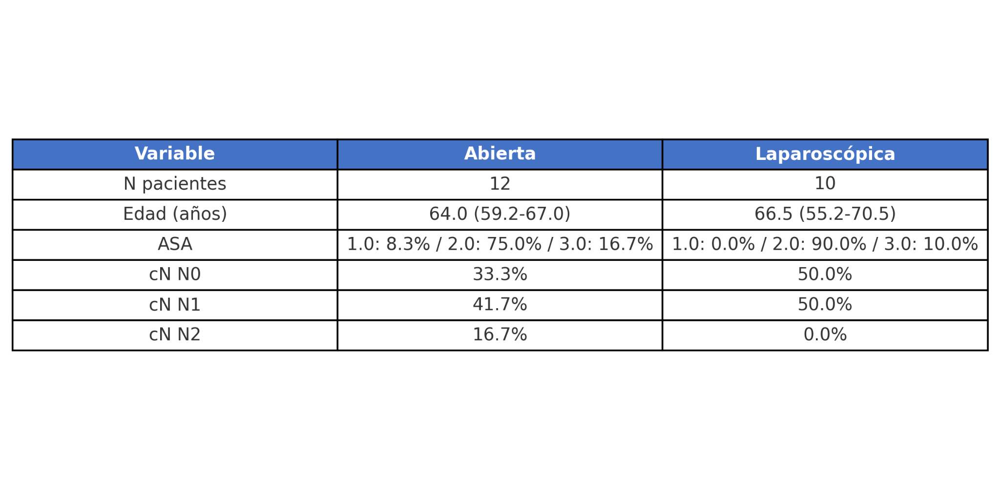 Variable Abierta Laparoscópica
N pacientes 12 10
Edad (años) 64.0 (59.2-67.0) 66.5 (55.2-70.5)
ASA 1.0: 8.3% / 2.0: 75.0% / 3.0: 16.7% 1.0: 0.0% / 2.0: 90.0% / 3.0: 10.0%
cN N0 33.3% 50.0%
cN N1 41.7% 50.0%
cN N2 16.7% 0.0%